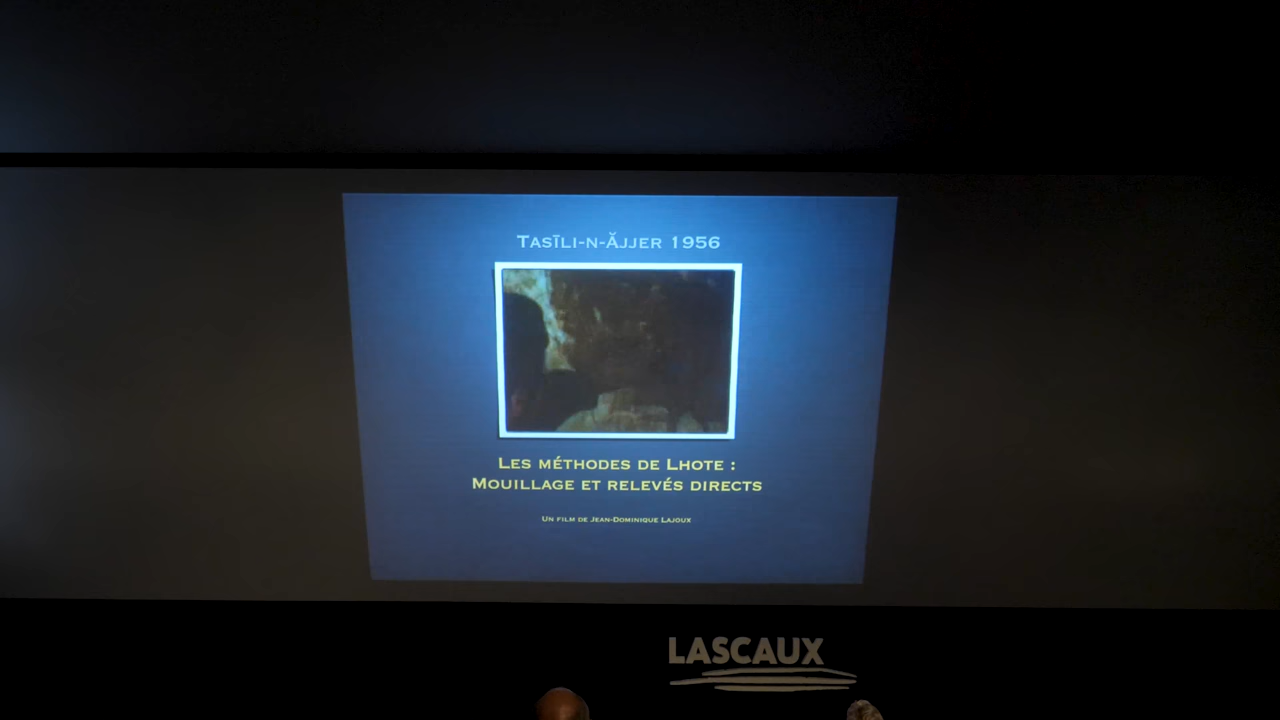 Tasīli-n-Ăjjer 1956
Les méthodes de Lhote :
Mouillage et relevés directs
Un film de Jean-Dominique Lajoux
LASCAUX